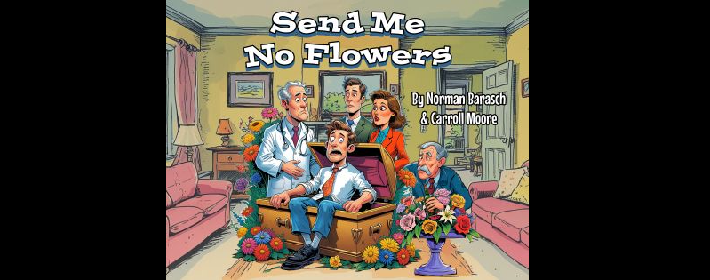 Send Me
No Flowers
By Norman Barasch
& Carroll Moore